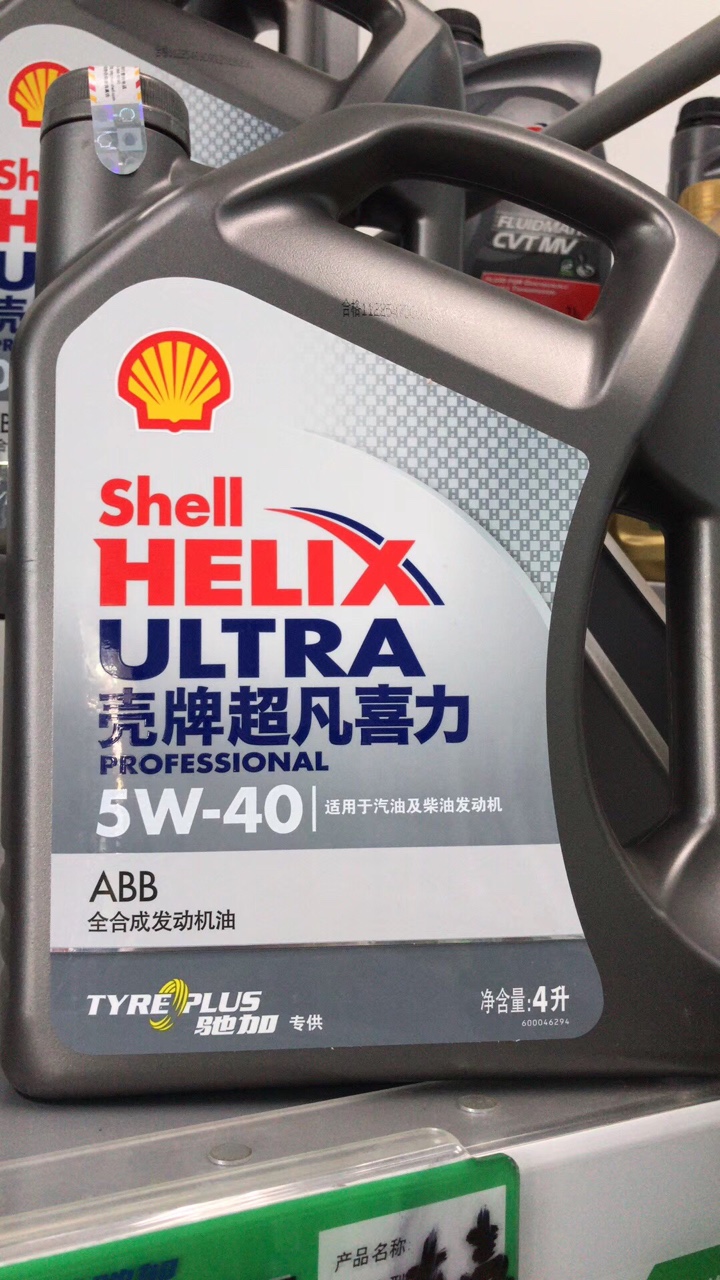 FLUIDMA
CVT MV
Shell
HELIX
ULTRA
壳牌超凡喜力
PROFESSIONAL
5W-40
适用于汽油及柴油发动机
ABB
全合成发动机油
TYREPLUS
驰加 专供
净含量:4升
600046294
产品名称: